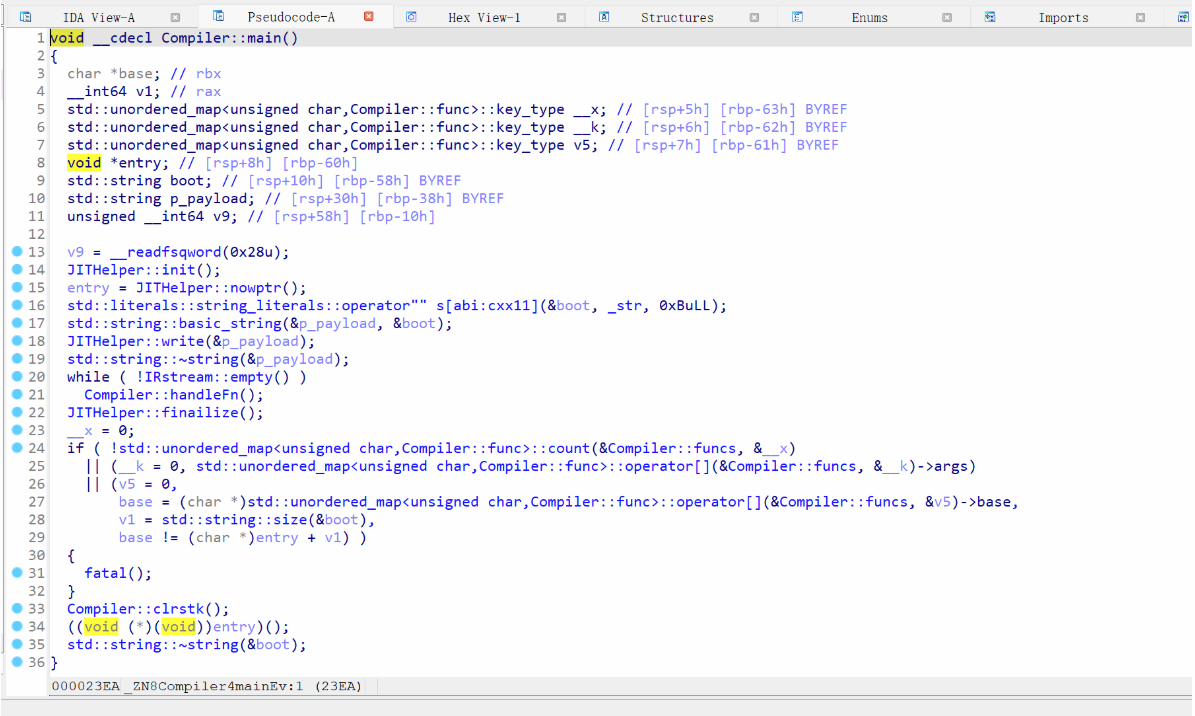 IDA View-A Pseudocode-A Hex View-1 Structures Enums Imports
1 void __cdecl Compiler::main()
2 {
3 char *base; // rbx
4 __int64 v1; // rax
5 std::unordered_map<unsigned char,Compiler::func>::key_type __x; // [rsp+5h] [rbp-63h] BYREF
6 std::unordered_map<unsigned char,Compiler::func>::key_type __k; // [rsp+6h] [rbp-62h] BYREF
7 std::unordered_map<unsigned char,Compiler::func>::key_type v5; // [rsp+7h] [rbp-61h] BYREF
8 void *entry; // [rsp+8h] [rbp-60h]
9 std::string boot; // [rsp+10h] [rbp-58h] BYREF
10 std::string p_payload; // [rsp+30h] [rbp-38h] BYREF
11 unsigned __int64 v9; // [rsp+58h] [rbp-10h]
12
13 v9 = __readfsqword(0x28u);
14 JITHelper::init();
15 entry = JITHelper::nowptr();
16 std::literals::string_literals::operator"" s[abi:cxx11](&boot, _str, 0xBuLL);
17 std::string::basic_string(&p_payload, &boot);
18 JITHelper::write(&p_payload);
19 std::string::~string(&p_payload);
20 while ( !IRstream::empty() )
21 Compiler::handleFn();
22 JITHelper::finailize();
23 __x = 0;
24 if ( !std::unordered_map<unsigned char,Compiler::func>::count(&Compiler::funcs, &__x)
25 || (__k = 0, std::unordered_map<unsigned char,Compiler::func>::operator[](&Compiler::funcs, &__k)->args)
26 || (v5 = 0,
27 base = (char *)std::unordered_map<unsigned char,Compiler::func>::operator[](&Compiler::funcs, &v5)->base,
28 v1 = std::string::size(&boot),
29 base != (char *)entry + v1) )
30 {
31 fatal();
32 }
33 Compiler::clrstk();
34 ((void (*)(void))entry)();
35 std::string::~string(&boot);
36 }
000023EA _ZN8Compiler4mainEv:1 (23EA)